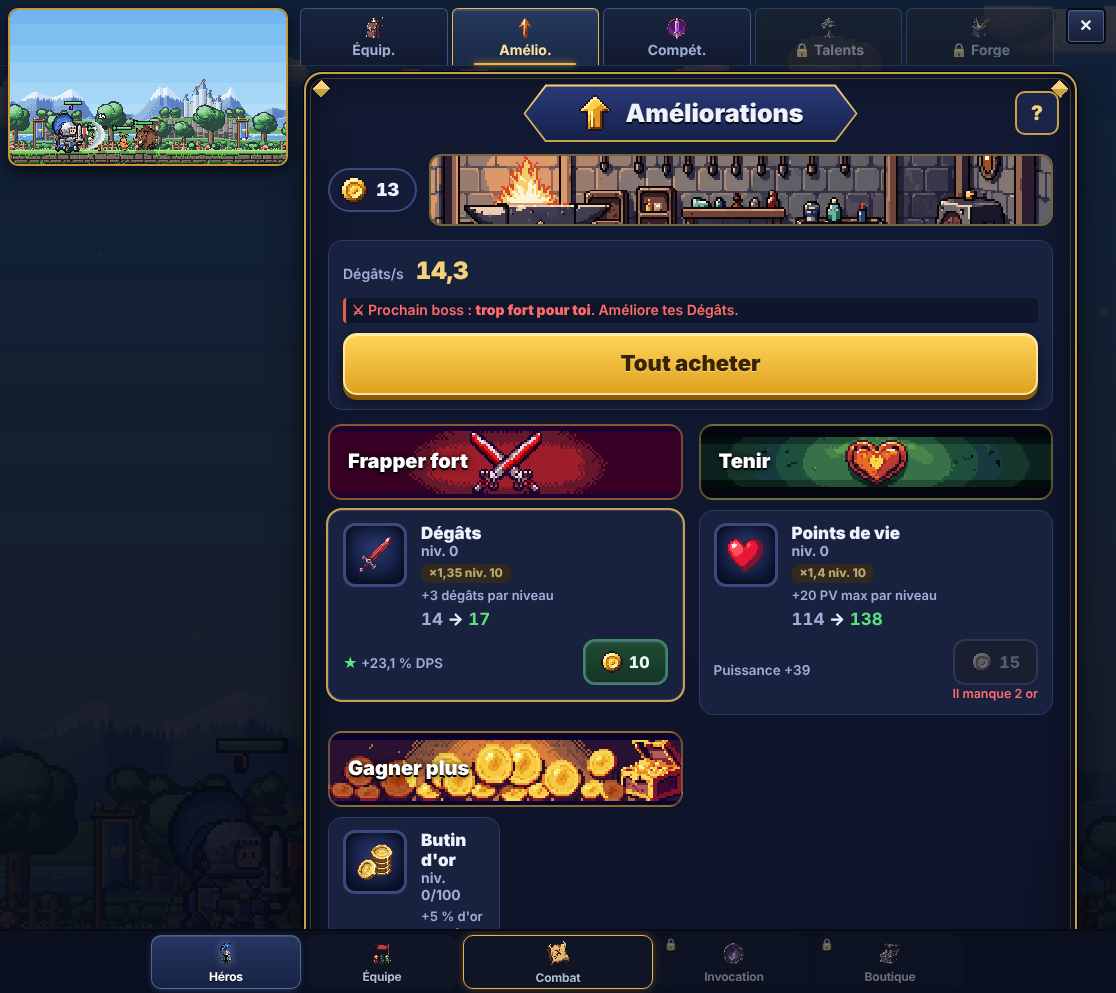 Équip.
Amélio.
Compét.
Talents
Forge
×
Améliorations
?
13
Dégâts/s 14,3
⚔ Prochain boss : trop fort pour toi. Améliore tes Dégâts.
Tout acheter
Frapper fort
Tenir
Dégâts
niv. 0
×1,35 niv. 10
+3 dégâts par niveau
14 → 17
★ +23,1 % DPS
10
Points de vie
niv. 0
×1,4 niv. 10
+20 PV max par niveau
114 → 138
Puissance +39
15
Il manque 2 or
Gagner plus
Butin
d'or
niv.
0/100
+5 % d'or
Héros
Équipe
Combat
Invocation
Boutique